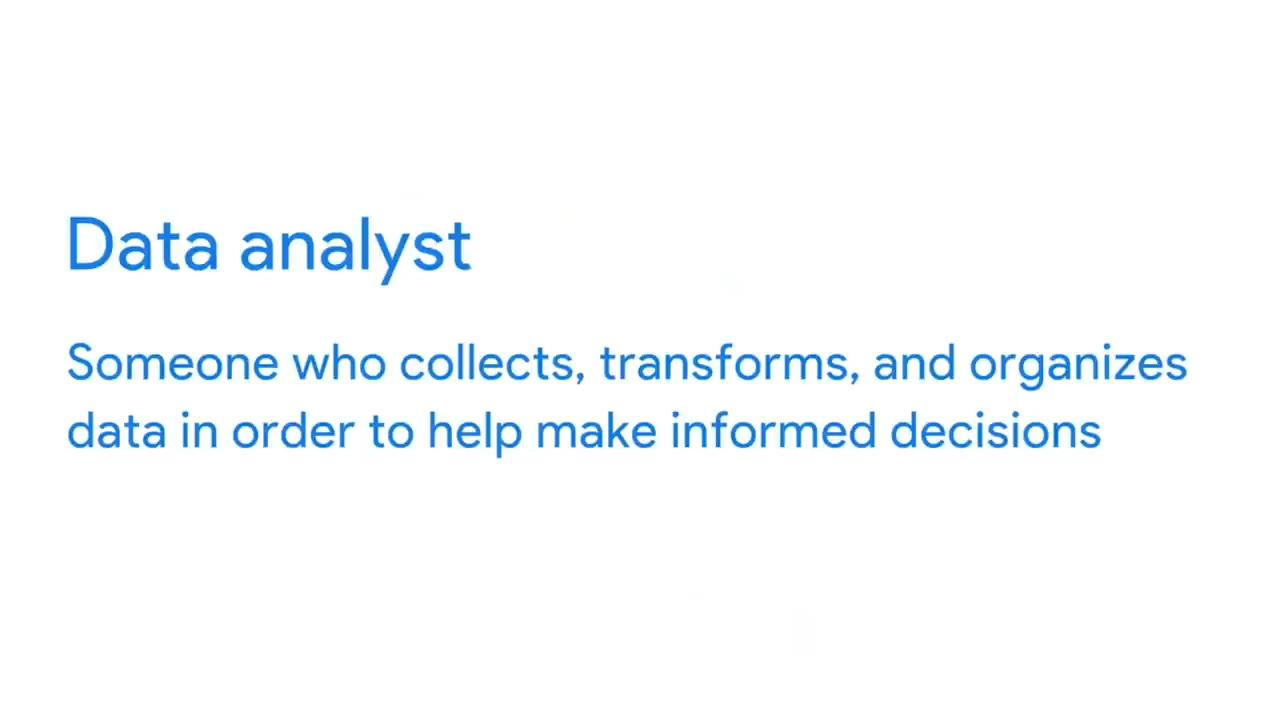 Data analyst
Someone who collects, transforms, and organizes
data in order to help make informed decisions